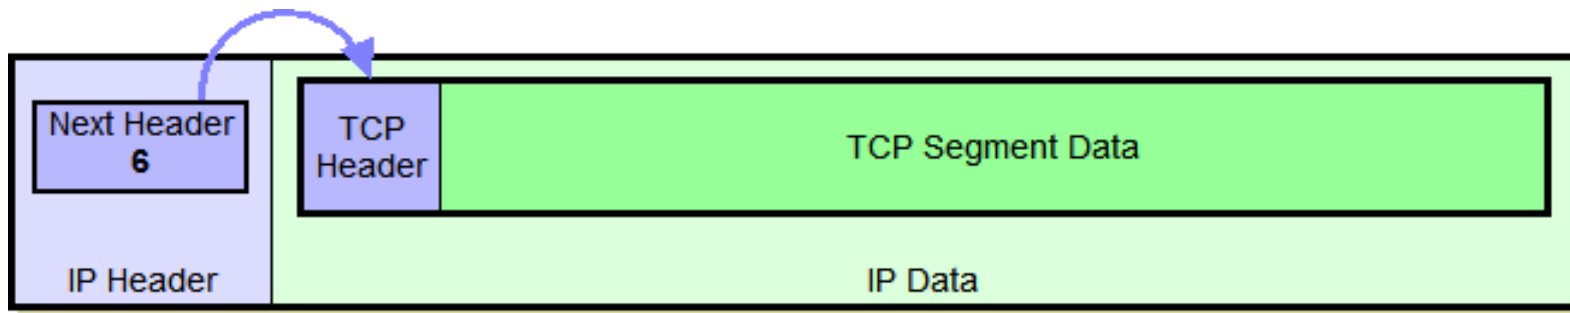 Next Header
6
TCP
Header
TCP Segment Data
IP Header
IP Data